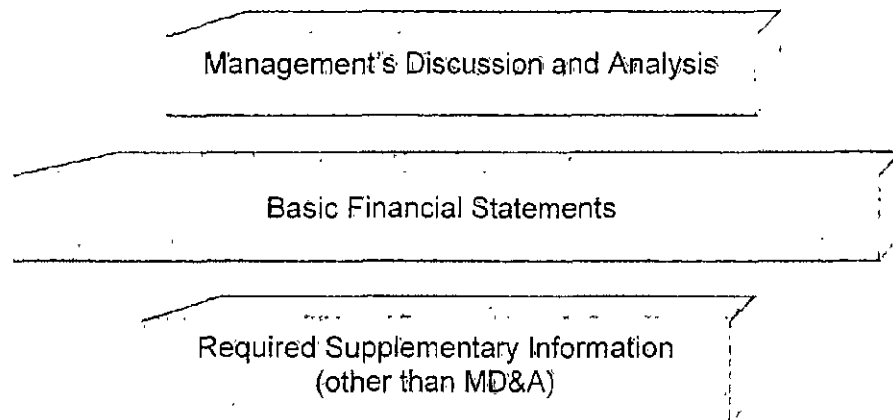 Management's Discussion and Analysis
Basic Financial Statements
Required Supplementary Information
(other than MD&A)